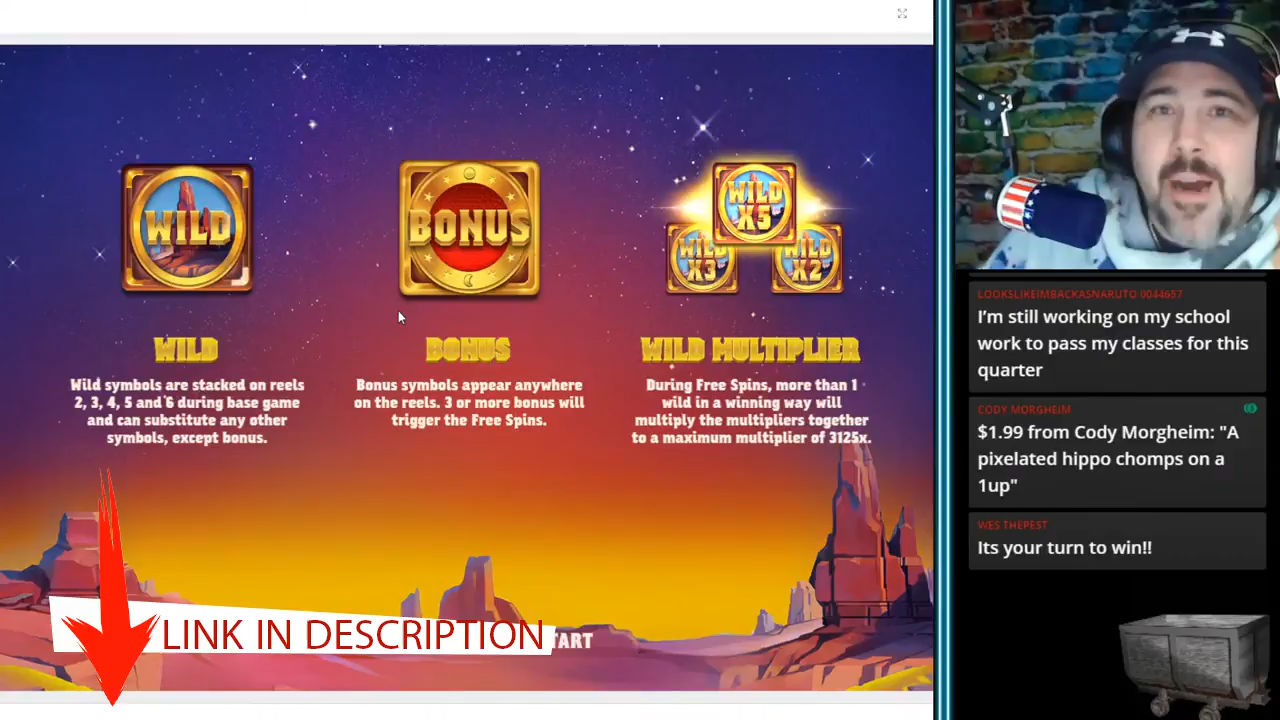 WILD
BONUS
WILD
X5
WILD
X3
WILD
X2
WILD
Wild symbols are stacked on reels
2, 3, 4, 5 and 6 during base game
and can substitute any other
symbols, except bonus.
BONUS
Bonus symbols appear anywhere
on the reels. 3 or more bonus will
trigger the Free Spins.
WILD MULTIPLIER
During Free Spins, more than 1
wild in a winning way will
multiply the multipliers together
to a maximum multiplier of 3125x.
LINK IN DESCRIPTION
TART
LOOKSLIKEIMBACKASNARUTO 0044657
I'm still working on my school
work to pass my classes for this
quarter
CODY MORGHEIM
$1.99 from Cody Morgheim: "A
pixelated hippo chomps on a
1up"
WES THEPEST
Its your turn to win!!